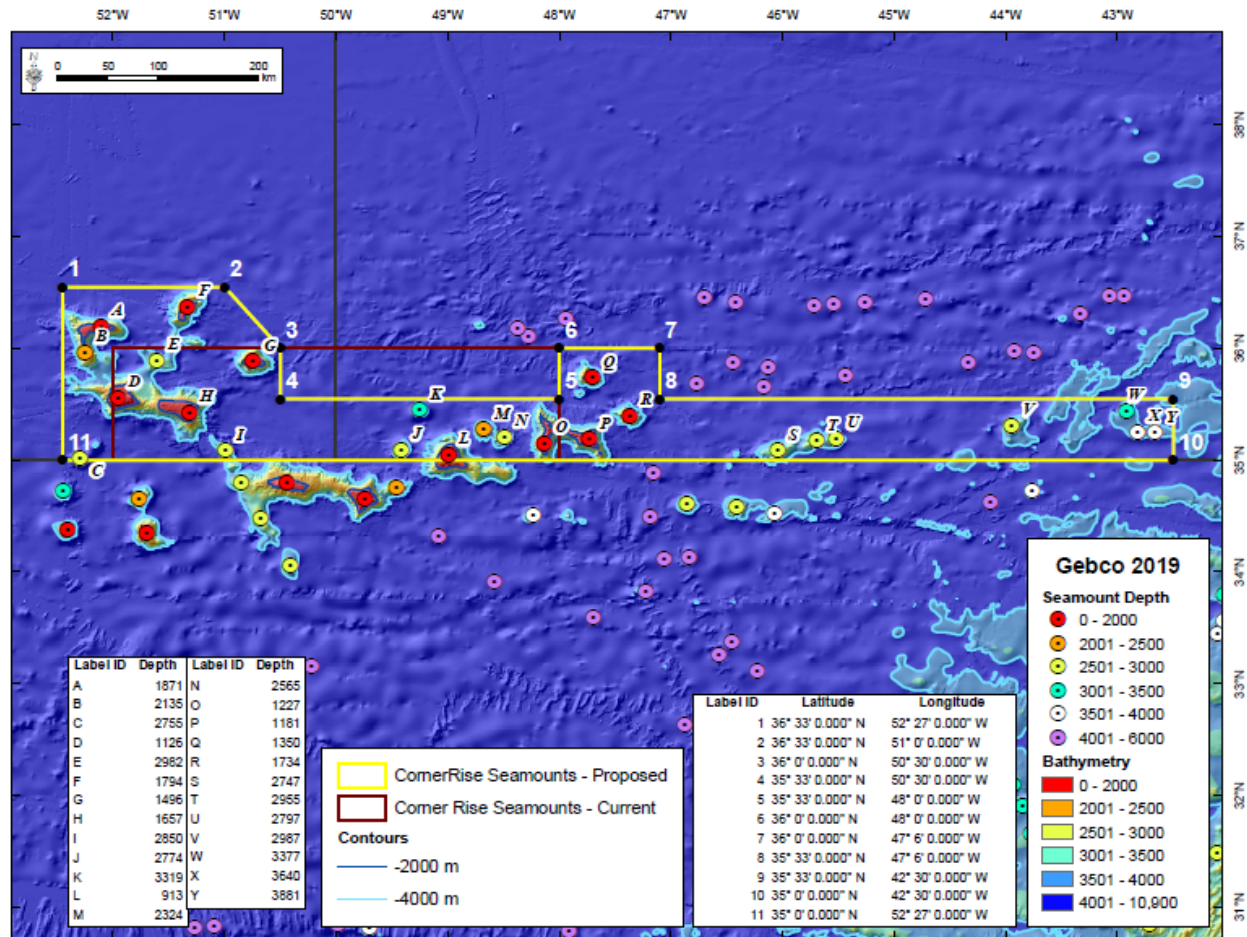 52°W 51°W 50°W 49°W 48°W 47°W 46°W 45°W 44°W 43°W
N
0 50 100 200
km
38°N
37°N
36°N
35°N
34°N
33°N
32°N
31°N
1 2
F
A
B E 3 G 6 7
Q
D 4 5 8 9
H K W
M R V X Y
N O P U
I J L S T 10
11
C
Gebco 2019
Seamount Depth
0 - 2000
2001 - 2500
2501 - 3000
3001 - 3500
3501 - 4000
4001 - 6000
Bathymetry
0 - 2000
2001 - 2500
2501 - 3000
3001 - 3500
3501 - 4000
4001 - 10,900
Label ID Depth Label ID Depth
A 1871 N 2565
B 2135 O 1227
C 2755 P 1181
D 1126 Q 1350
E 2982 R 1734
F 1794 S 2747
G 1496 T 2955
H 1657 U 2797
I 2850 V 2987
J 2774 W 3377
K 3319 X 3640
L 913 Y 3881
M 2324
CornerRise Seamounts - Proposed
Corner Rise Seamounts - Current
Contours
-2000 m
-4000 m
Label ID Latitude Longitude
1 36° 33' 0.000" N 52° 27' 0.000" W
2 36° 33' 0.000" N 51° 0' 0.000" W
3 36° 0' 0.000" N 50° 30' 0.000" W
4 35° 33' 0.000" N 50° 30' 0.000" W
5 35° 33' 0.000" N 48° 0' 0.000" W
6 36° 0' 0.000" N 48° 0' 0.000" W
7 36° 0' 0.000" N 47° 6' 0.000" W
8 35° 33' 0.000" N 47° 6' 0.000" W
9 35° 33' 0.000" N 42° 30' 0.000" W
10 35° 0' 0.000" N 42° 30' 0.000" W
11 35° 0' 0.000" N 52° 27' 0.000" W